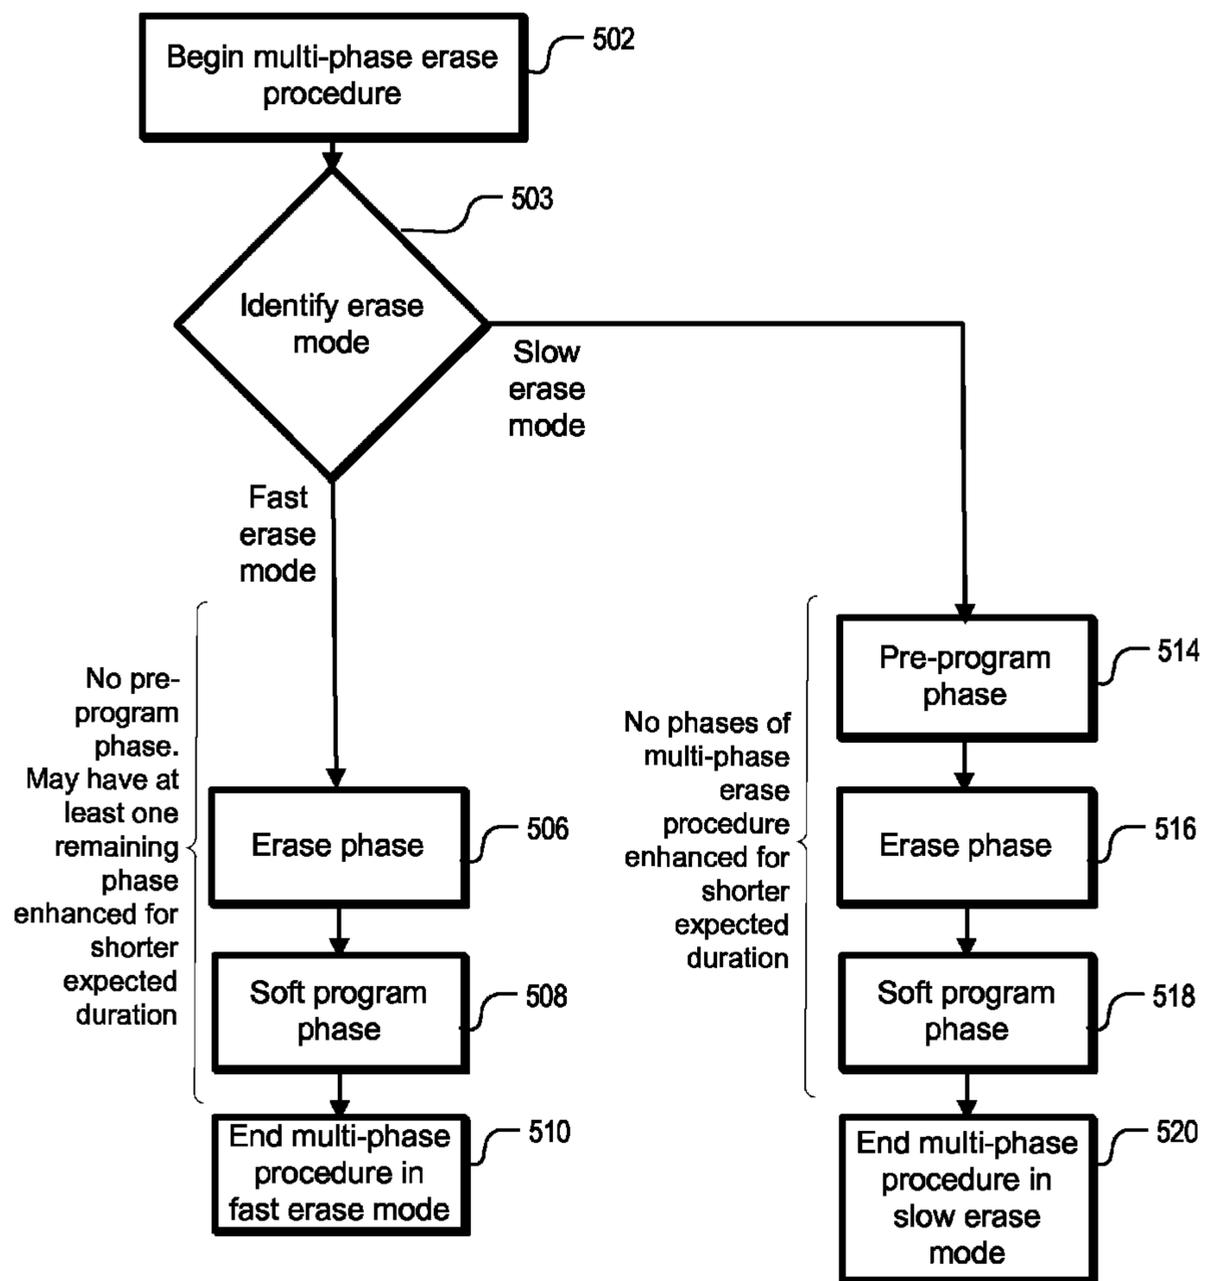 Begin multi-phase erase
procedure
502
503
Identify erase
mode
Slow
erase
mode
Fast
erase
mode
No pre-
program
phase.
May have at
least one
remaining
phase
enhanced for
shorter
expected
duration
Erase phase
506
Soft program
phase
508
End multi-phase
procedure in
fast erase mode
510
No phases of
multi-phase
erase
procedure
enhanced for
shorter
expected
duration
Pre-program
phase
514
Erase phase
516
Soft program
phase
518
End multi-phase
procedure in
slow erase
mode
520